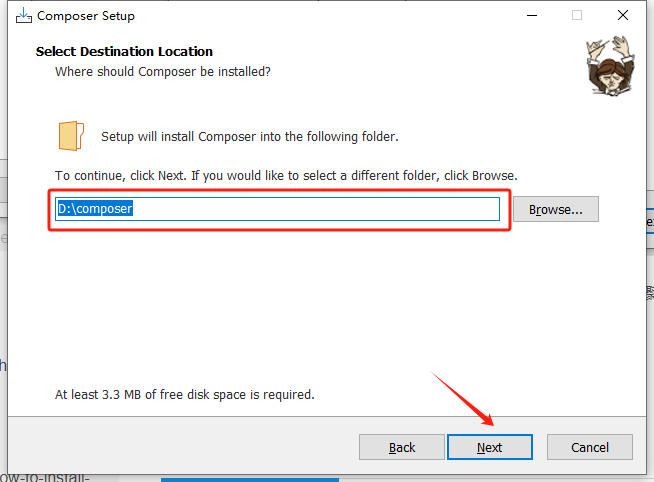 Composer Setup
Select Destination Location
Where should Composer be installed?
Setup will install Composer into the following folder.
To continue, click Next. If you would like to select a different folder, click Browse.
D:\composer
Browse...
At least 3.3 MB of free disk space is required.
Back
Next
Cancel
ow-to-install-